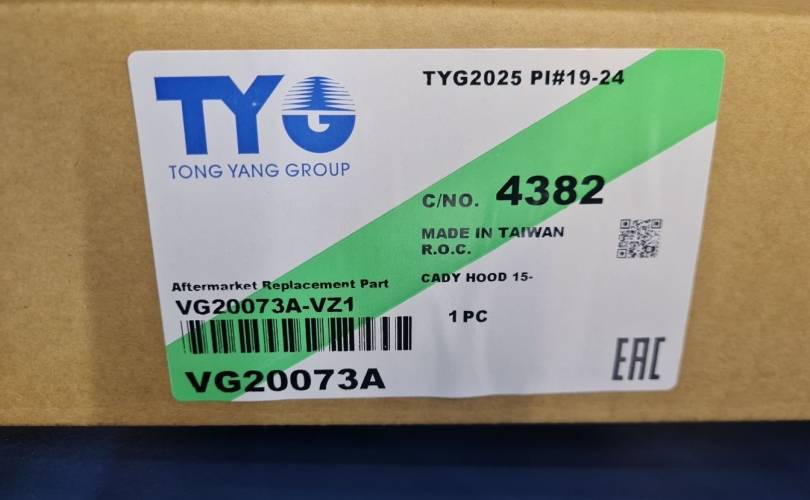 TYG
TONG YANG GROUP
TYG2025 PI#19-24
C/NO. 4382
MADE IN TAIWAN
R.O.C.
CADY HOOD 15-
1 PC
Aftermarket Replacement Part
VG20073A-VZ1
VG20073A
EAC